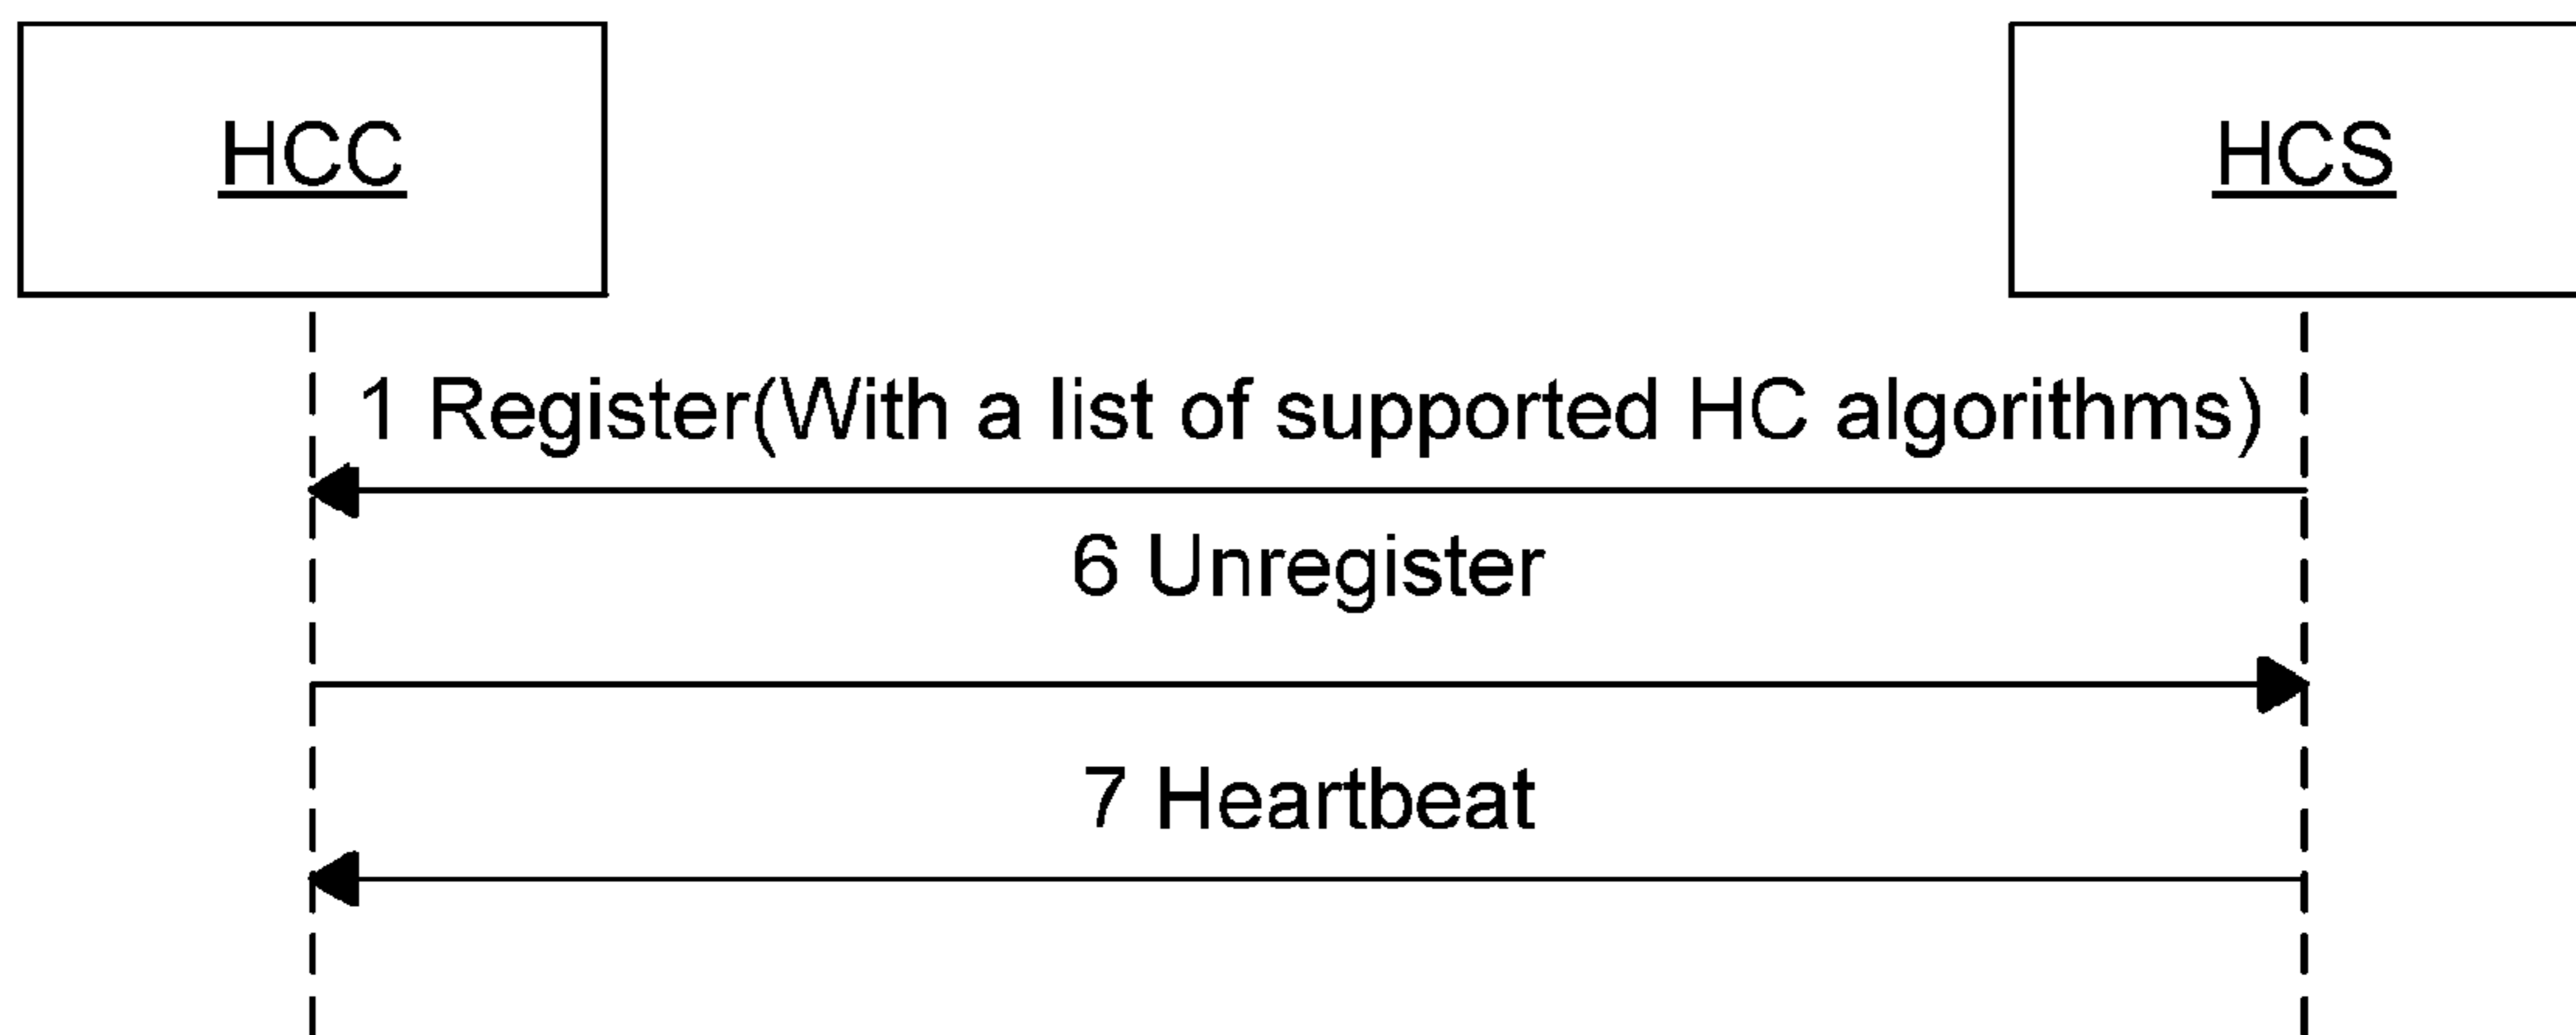 HCC
HCS
1 Register(With a list of supported HC algorithms)
6 Unregister
7 Heartbeat